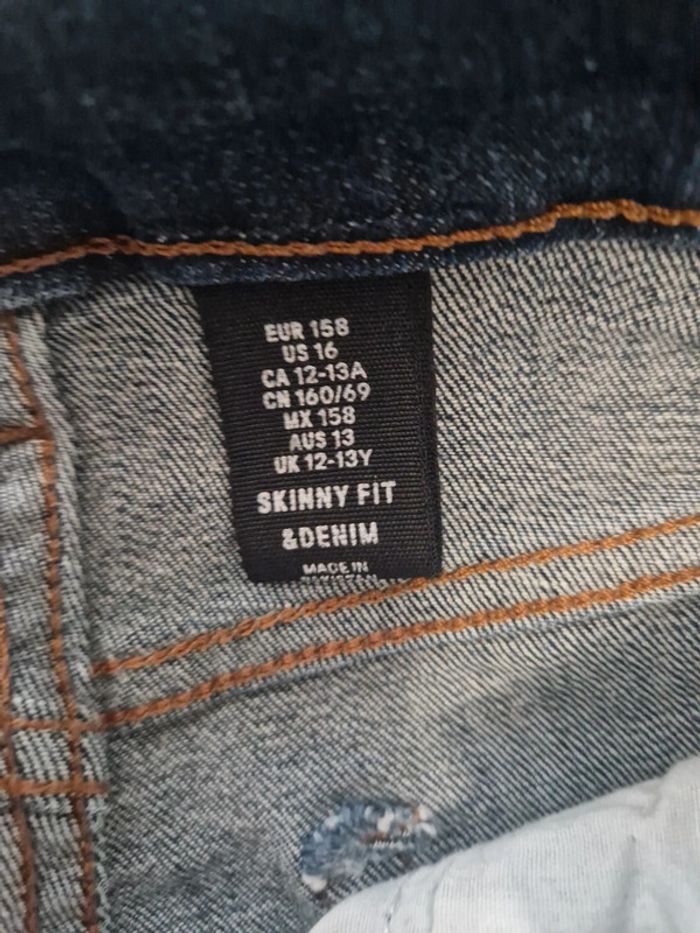 EUR 158
US 16
CA 12-13A
CN 160/69
MX 158
AUS 13
UK 12-13Y
SKINNY FIT
&DENIM
MADE IN
PAKISTAN